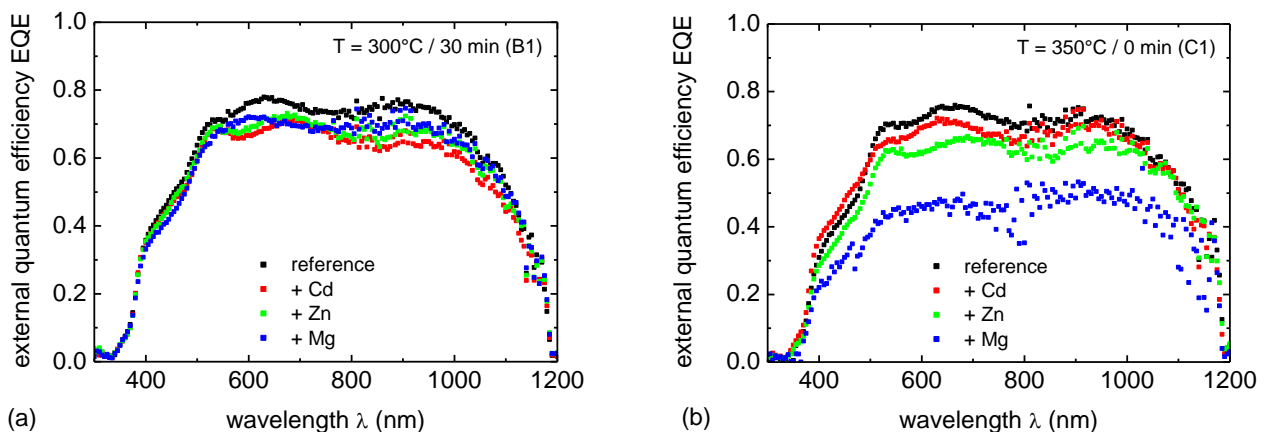 external quantum efficiency EQE
1.0
0.8
0.6
0.4
0.2
0.0
T = 300°C / 30 min (B1)
reference
+ Cd
+ Zn
+ Mg
400
600
800
1000
1200
wavelength λ (nm)
(a)
external quantum efficiency EQE
1.0
0.8
0.6
0.4
0.2
0.0
T = 350°C / 0 min (C1)
reference
+ Cd
+ Zn
+ Mg
400
600
800
1000
1200
wavelength λ (nm)
(b)